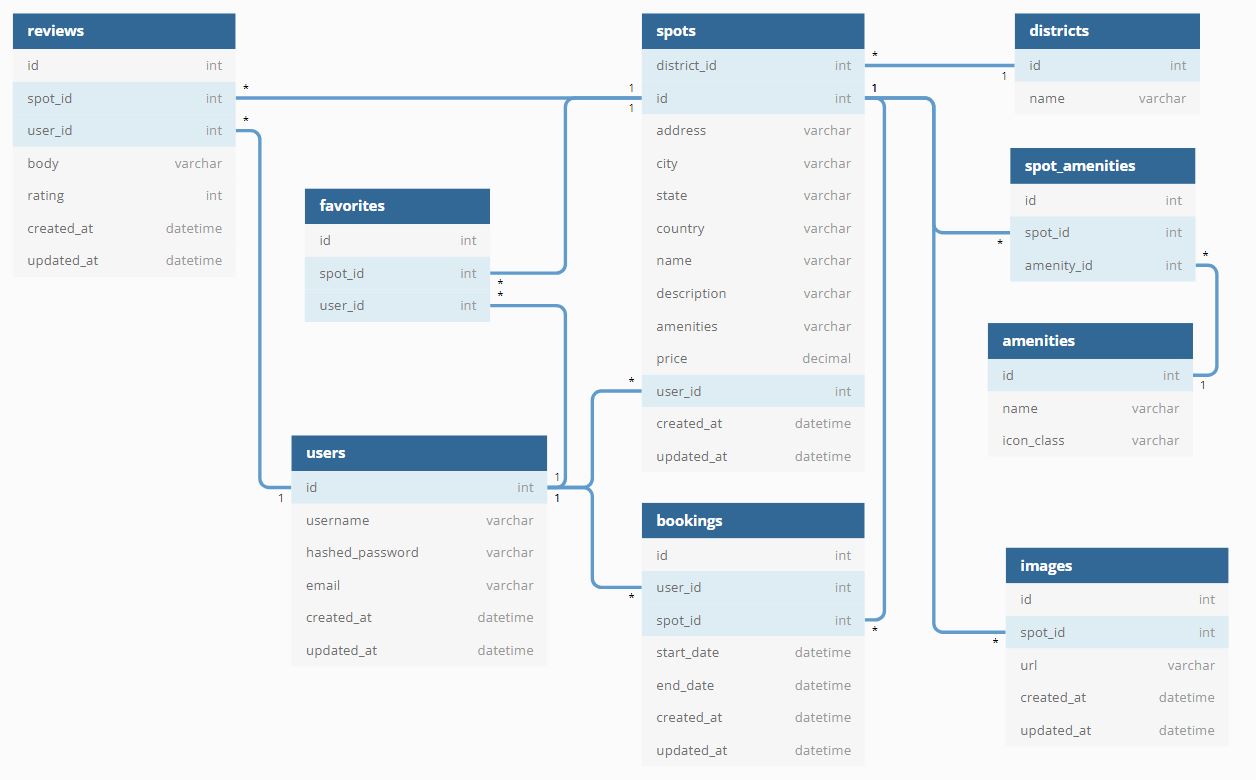 reviews
id int
spot_id int
user_id int
body varchar
rating int
created_at datetime
updated_at datetime
* 
*
favorites
id int
spot_id int
user_id int
*
*
users
id int
username varchar
hashed_password varchar
email varchar
created_at datetime
updated_at datetime
1
1
1
spots
district_id int
id int
address varchar
city varchar
state varchar
country varchar
name varchar
description varchar
amenities varchar
price decimal
user_id int
created_at datetime
updated_at datetime
1
1
*
*
1
bookings
id int
user_id int
spot_id int
start_date datetime
end_date datetime
created_at datetime
updated_at datetime
*
*
districts
id int
name varchar
1
spot_amenities
id int
spot_id int
amenity_id int
*
*
amenities
id int
name varchar
icon_class varchar
1
images
id int
spot_id int
url varchar
created_at datetime
updated_at datetime
*